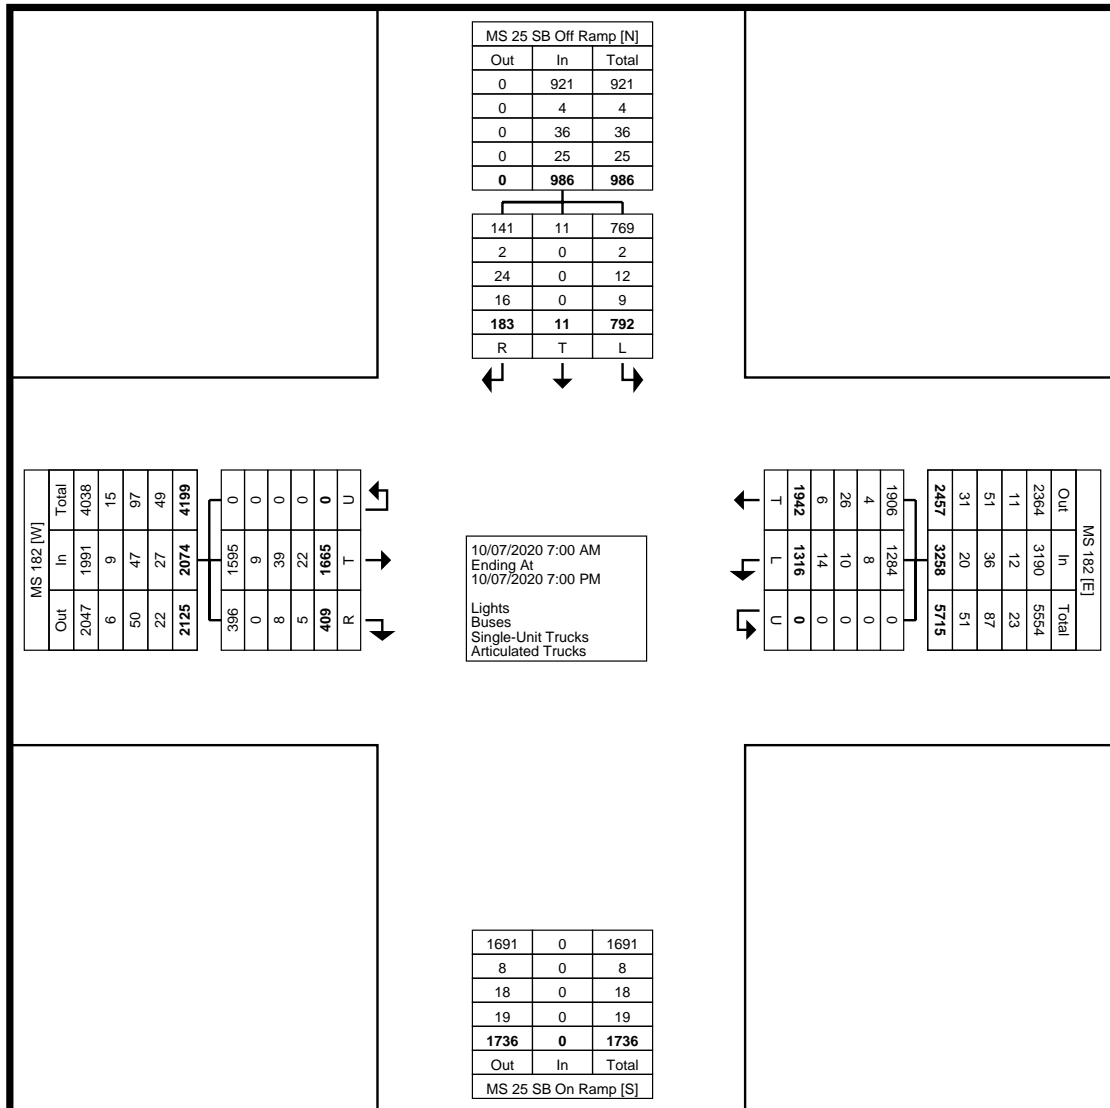 MS 25 SB Off Ramp [N]
Out In Total
0 921 921
0 4 4
0 36 36
0 25 25
0 986 986
141 11 769
2 0 2
24 0 12
16 0 9
183 11 792
R T L
MS 182 [W]
Total 4038 15 97 49 4199
In 1991 9 47 27 2074
Out 2047 6 50 22 2125
0 0 0 0 0 U
1595 9 39 22 1665 T
396 0 8 5 409 R
10/07/2020 7:00 AM
Ending At
10/07/2020 7:00 PM
Lights
Buses
Single-Unit Trucks
Articulated Trucks
T 1942 6 26 4 1906
L 1316 14 10 8 1284
U 0 0 0 0 0
2457 31 51 11 2364 Out
3258 20 36 12 3190 In
5715 51 87 23 5554 Total
MS 182 [E]
1691 0 1691
8 0 8
18 0 18
19 0 19
1736 0 1736
Out In Total
MS 25 SB On Ramp [S]